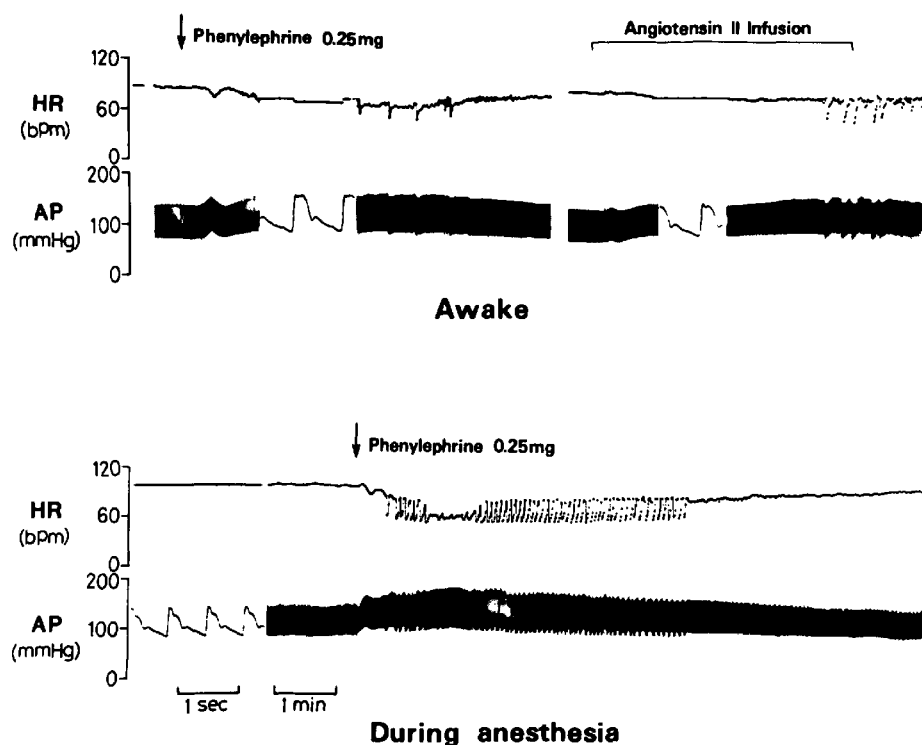 Phenylephrine 0.25mg
Angiotensin II Infusion
120
HR
60
(bpm)
0
200
AP
100
(mmHg)
0
Awake
Phenylephrine 0.25mg
120
HR
60
(bpm)
0
200
AP
100
(mmHg)
0
1 sec
1 min
During anesthesia